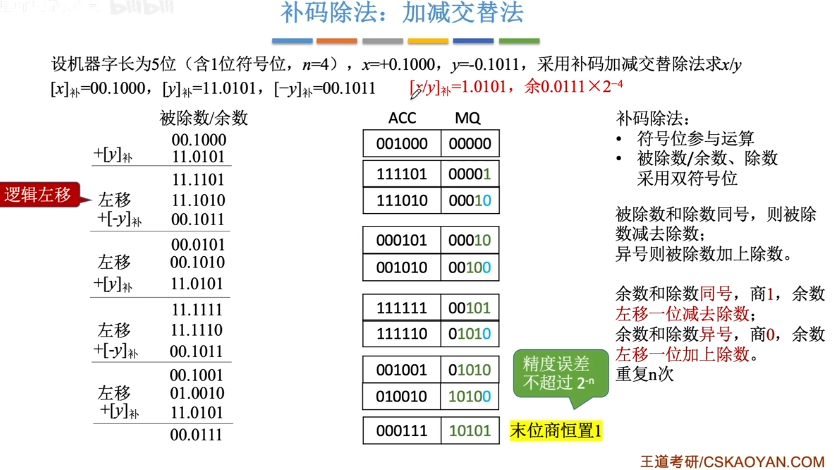 补码除法：加减交替法
设机器字长为5位（含1位符号位，n=4），x=+0.1000，y=-0.1011，采用补码加减交替除法求x/y
[x]补=00.1000，[y]补=11.0101，[−y]补=00.1011
[x/y]补=1.0101，余0.0111×2⁻⁴
被除数/余数
00.1000
+[y]补 11.0101
11.1101
逻辑左移
左移 11.1010
+[-y]补 00.1011
00.0101
左移 00.1010
+[y]补 11.0101
11.1111
左移 11.1110
+[-y]补 00.1011
00.1001
左移 01.0010
+[y]补 11.0101
00.0111
ACC MQ
001000 00000
111101 00001
111010 00010
000101 00010
001010 00100
111111 00101
111110 01010
001001 01010
010010 10100
000111 10101
精度误差
不超过 2⁻ⁿ
末位商恒置1
补码除法：
• 符号位参与运算
• 被除数/余数、除数
采用双符号位
被除数和除数同号，则被除
数减去除数；
异号则被除数加上除数。
余数和除数同号，商1，余数
左移一位减去除数；
余数和除数异号，商0，余数
左移一位加上除数。
重复n次
王道考研/CSKAOYAN.COM